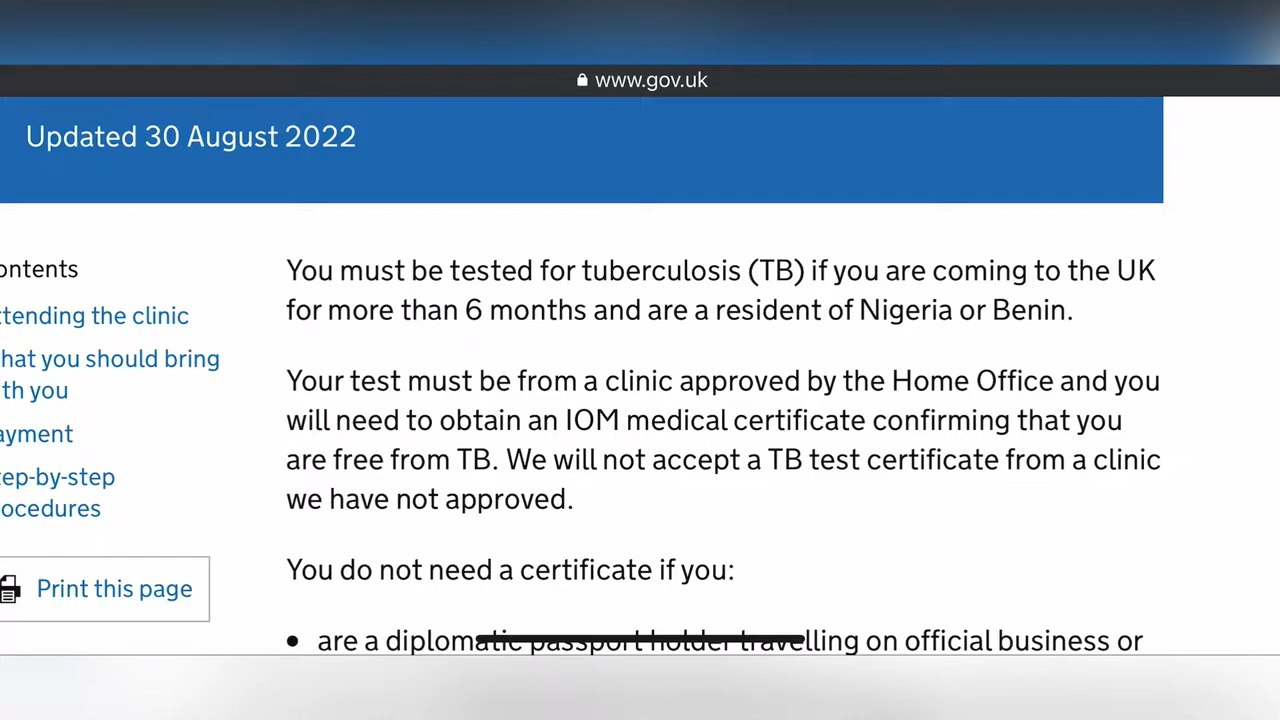 www.gov.uk
Updated 30 August 2022
ontents
ttending the clinic
hat you should bring
th you
ayment
tep-by-step
ocedures
Print this page
You must be tested for tuberculosis (TB) if you are coming to the UK
for more than 6 months and are a resident of Nigeria or Benin.
Your test must be from a clinic approved by the Home Office and you
will need to obtain an IOM medical certificate confirming that you
are free from TB. We will not accept a TB test certificate from a clinic
we have not approved.
You do not need a certificate if you:
• are a diplomatic passport holder travelling on official business or